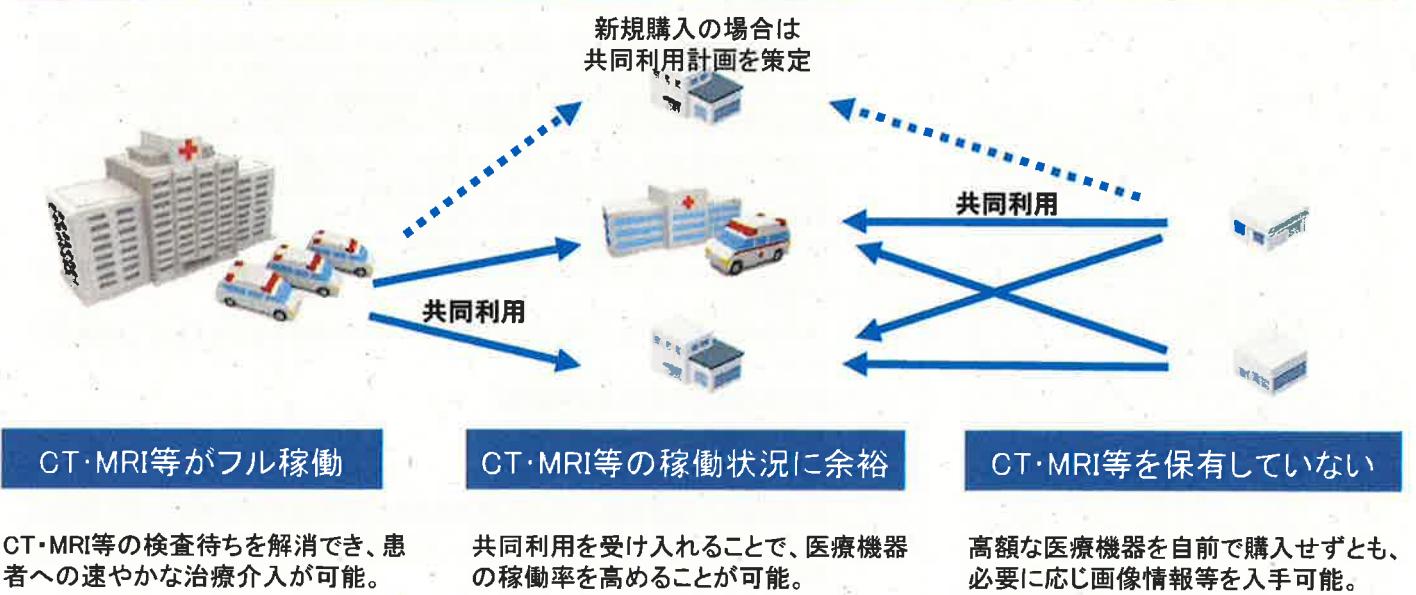 新規購入の場合は
共同利用計画を策定
共同利用
共同利用
CT・MRI等がフル稼働
CT・MRI等の稼働状況に余裕
CT・MRI等を保有していない
CT・MRI等の検査待ちを解消でき、患
者への速やかな治療介入が可能。
共同利用を受け入れることで、医療機器
の稼働率を高めることが可能。
高額な医療機器を自前で購入せずとも、
必要に応じ画像情報等を入手可能。